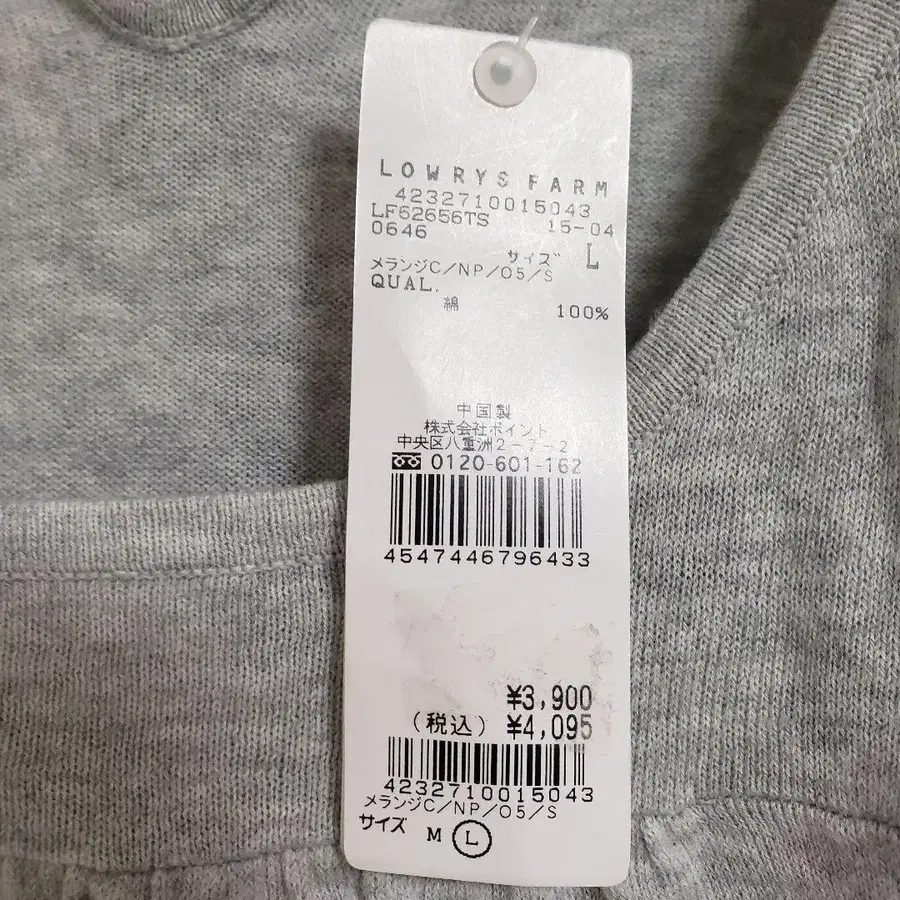 LOWRYS FARM
4232710015043
LF62656TS 15-04
0646
サイズ L
メランジC/NP/05/S
QUAL.
綿 100%
中国製
株式会社ポイント
中央区八重洲2-7-2
0120-601-162
4547446796433
¥3,900
(税込) ¥4,095
4232710015043
メランジC/NP/05/S
サイズ M L